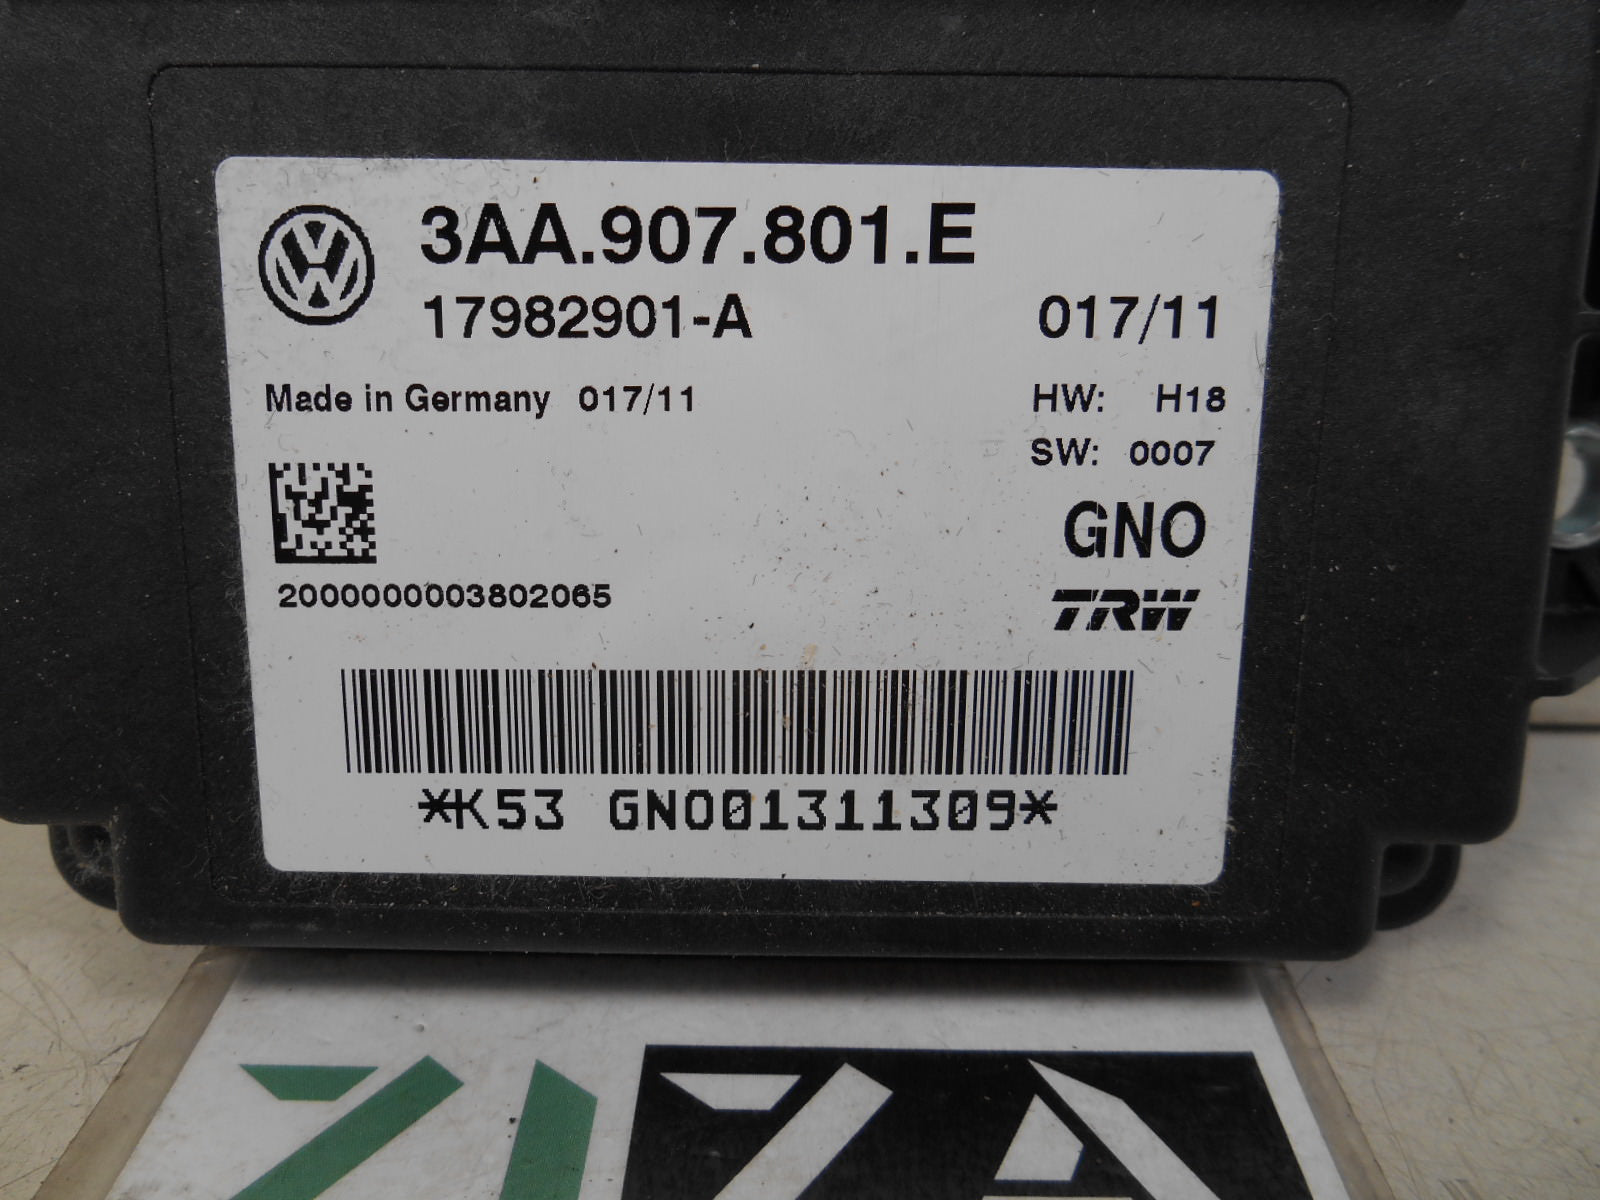 3AA.907.801.E
17982901-A 017/11
Made in Germany 017/11 HW: H18
SW: 0007
GNO
2000000003802065
TRW
*K53 GNO01311309*